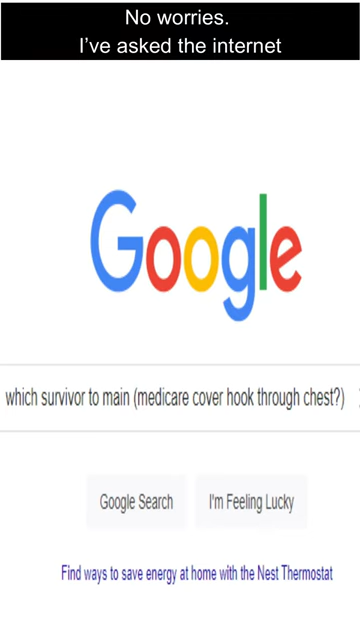 No worries.
I've asked the internet
Google
which survivor to main (medicare cover hook through chest?)
Google Search
I'm Feeling Lucky
Find ways to save energy at home with the Nest Thermostat